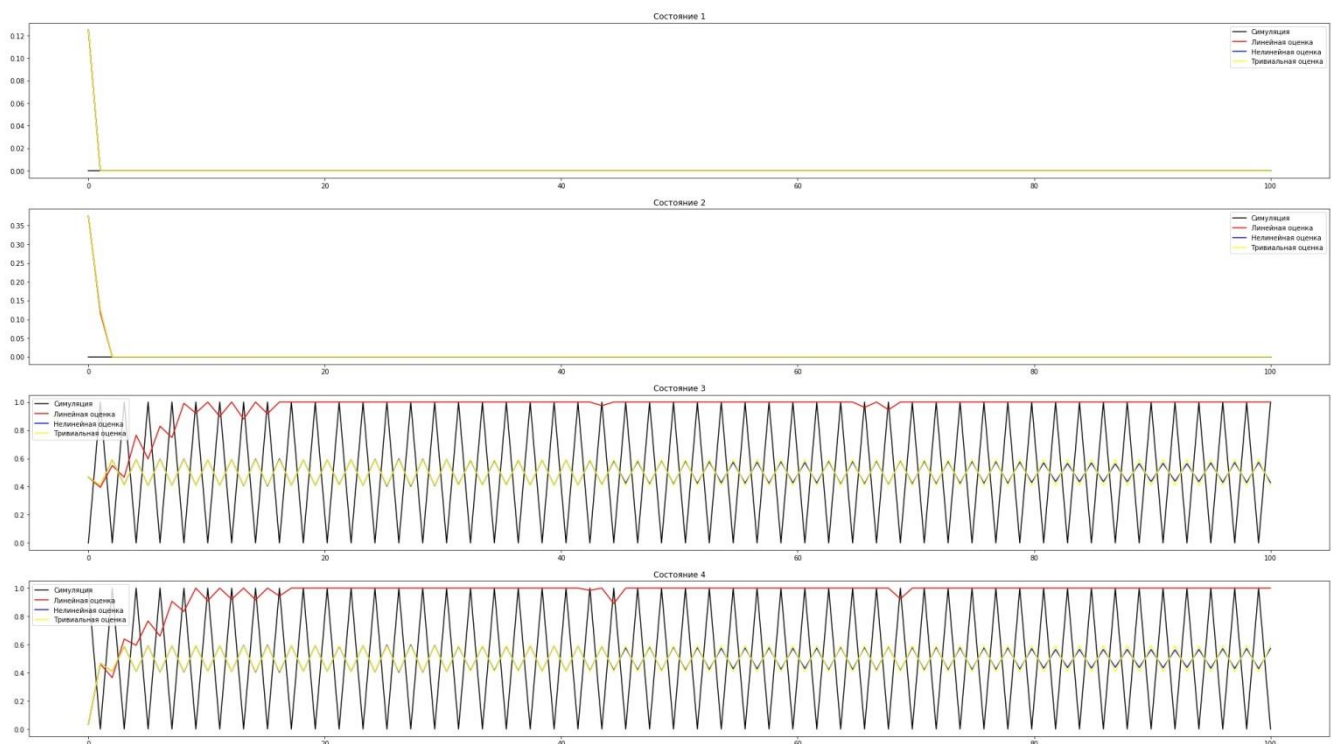 Состояние 1
0.12
0.10
0.08
0.06
0.04
0.02
0.00
Симуляция
Линейная оценка
Нелинейная оценка
Тривиальная оценка
0 20 40 60 80 100
Состояние 2
0.35
0.30
0.25
0.20
0.15
0.10
0.05
0.00
Симуляция
Линейная оценка
Нелинейная оценка
Тривиальная оценка
0 20 40 60 80 100
Состояние 3
1.0
0.8
0.6
0.4
0.2
0.0
Симуляция
Линейная оценка
Нелинейная оценка
Тривиальная оценка
0 20 40 60 80 100
Состояние 4
1.0
0.8
0.6
0.4
0.2
0.0
Симуляция
Линейная оценка
Нелинейная оценка
Тривиальная оценка
0 20 40 60 80 100